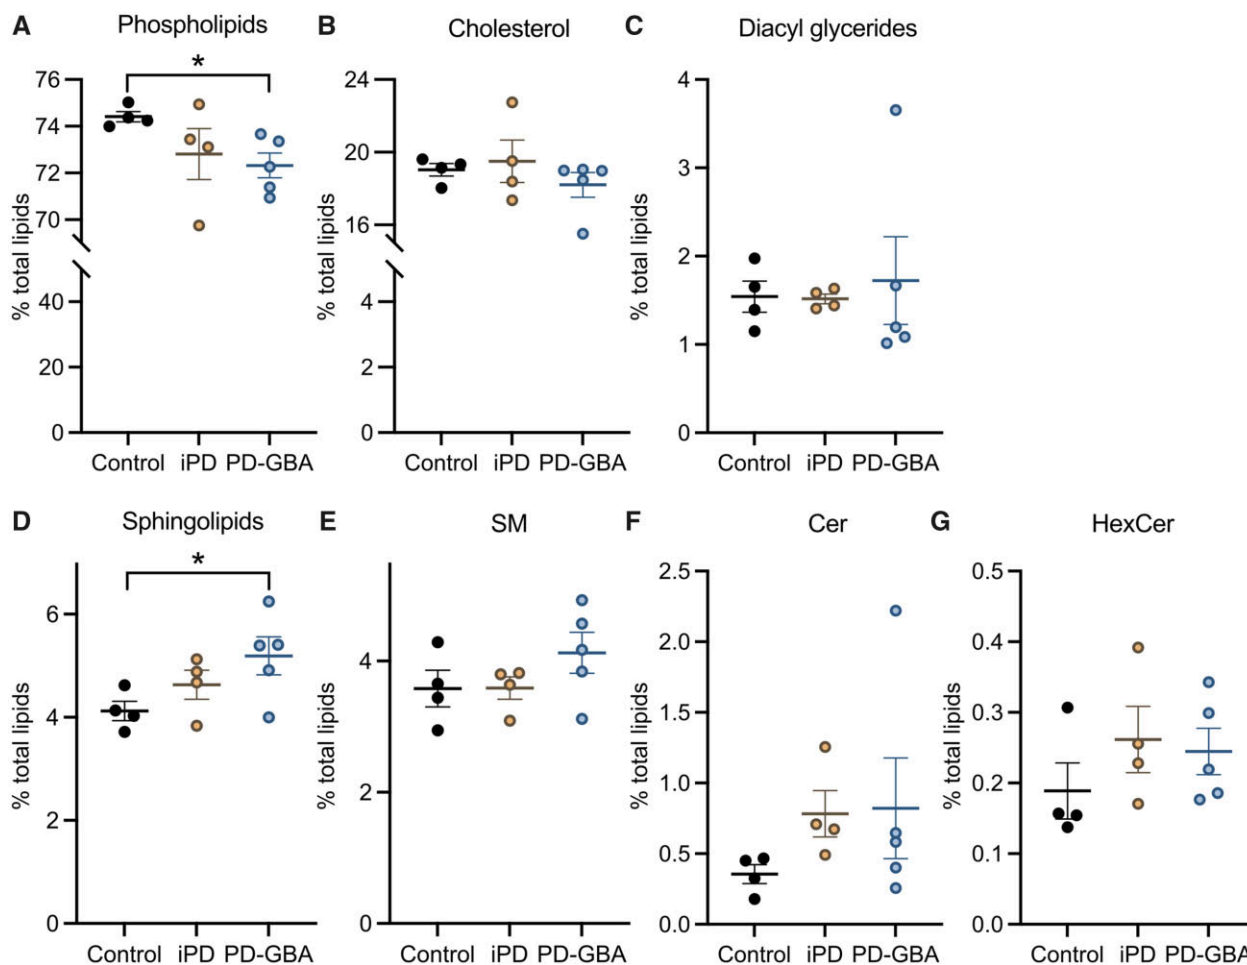 A Phospholipids
*
% total lipids
76
74
72
70
40
20
0
Control iPD PD-GBA
B Cholesterol
% total lipids
24
20
16
4
2
0
Control iPD PD-GBA
C Diacyl glycerides
% total lipids
4
3
2
1
0
Control iPD PD-GBA
D Sphingolipids
*
% total lipids
6
4
2
0
Control iPD PD-GBA
E SM
% total lipids
4
2
0
Control iPD PD-GBA
F Cer
% total lipids
2.5
2.0
1.5
1.0
0.5
0.0
Control iPD PD-GBA
G HexCer
% total lipids
0.5
0.4
0.3
0.2
0.1
0.0
Control iPD PD-GBA